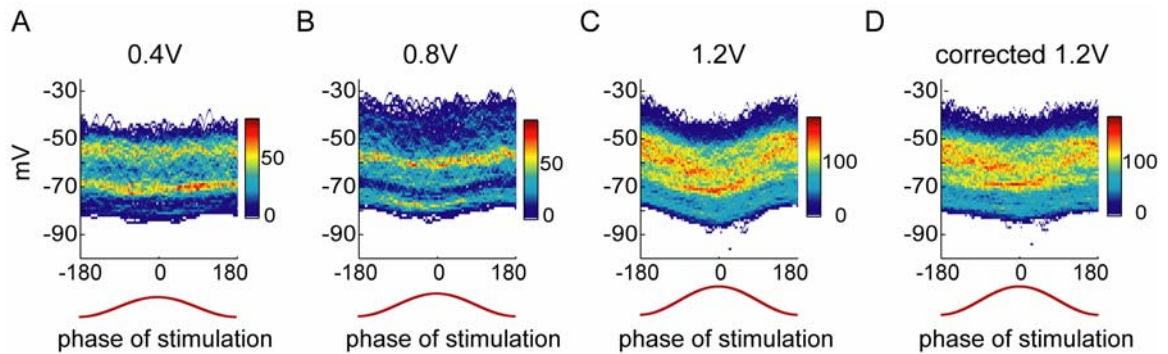 A B C D
0.4V 0.8V 1.2V corrected 1.2V
-30 -30 -30 -30
-50 50 -50 50 -50 100 -50 100
mV
-70 -70 -70 -70
0 0 0 0
-90 -90 -90 -90
-180 0 180 -180 0 180 -180 0 180 -180 0 180
phase of stimulation phase of stimulation phase of stimulation phase of stimulation